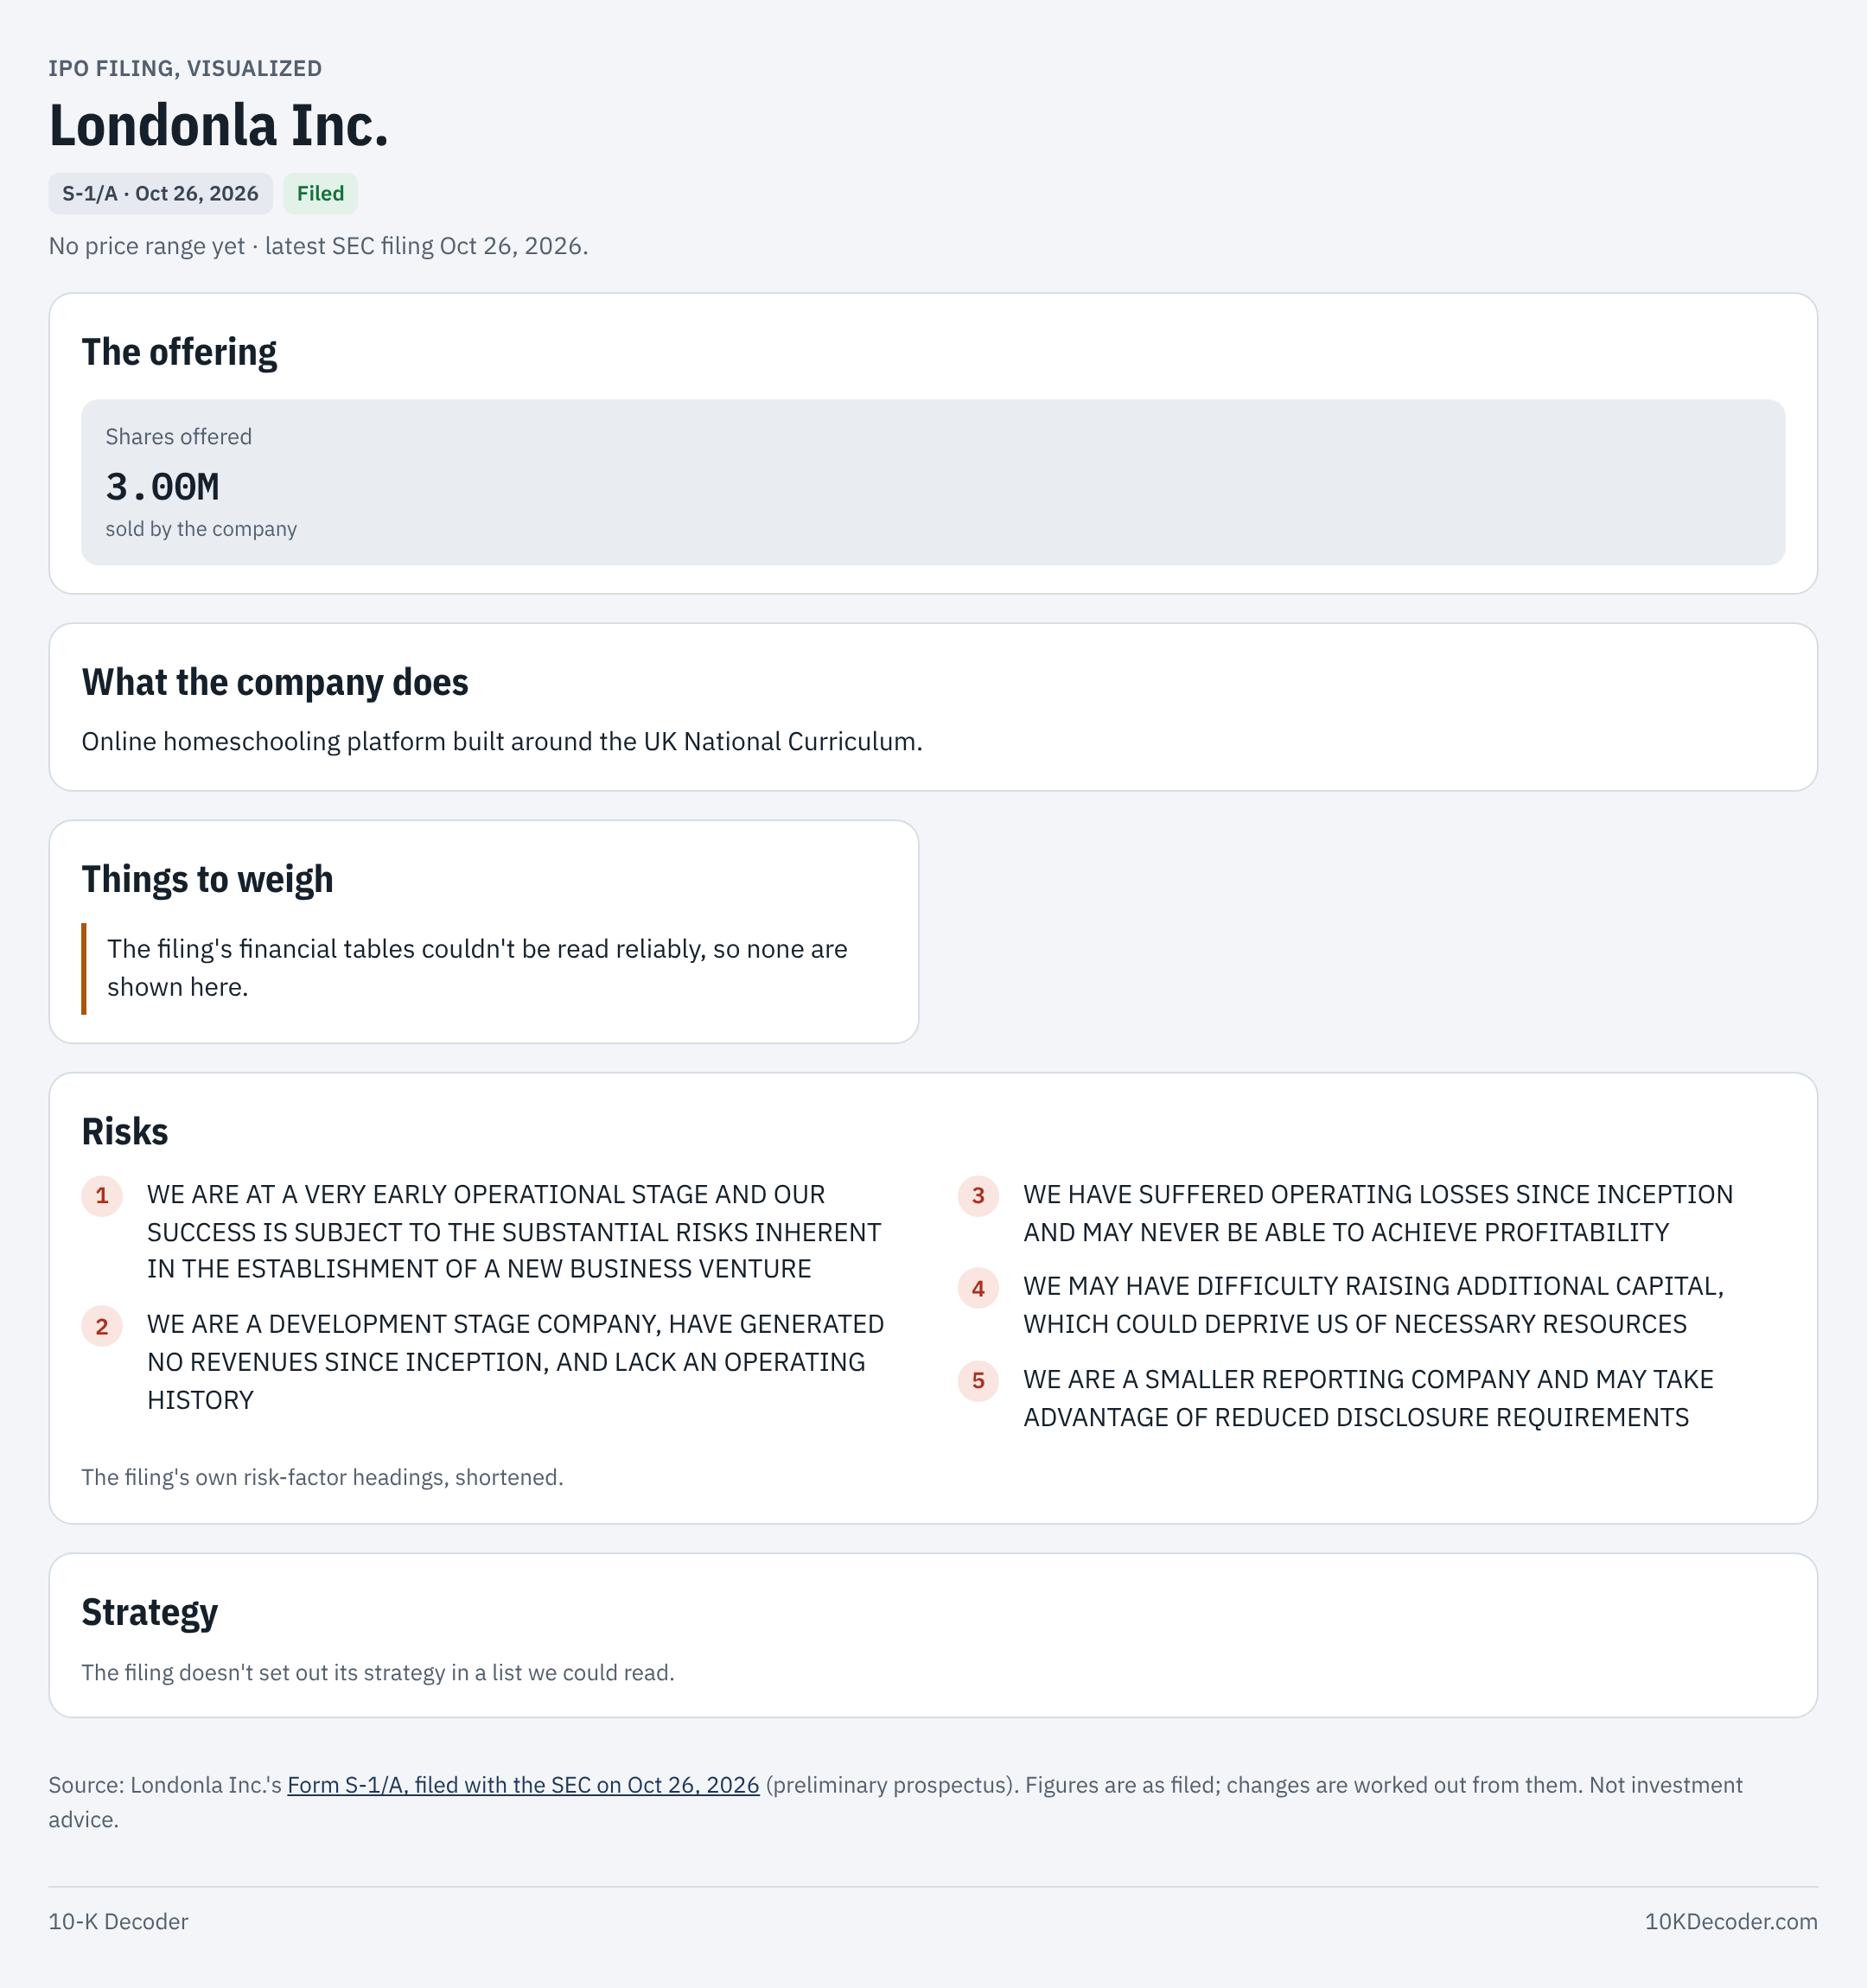 IPO FILING, VISUALIZED
Londonla Inc.
S-1/A · Oct 26, 2026 Filed
No price range yet · latest SEC filing Oct 26, 2026.
The offering
Shares offered
3.00M
sold by the company
What the company does
Online homeschooling platform built around the UK National Curriculum.
Things to weigh
The filing's financial tables couldn't be read reliably, so none are
shown here.
Risks
1 WE ARE AT A VERY EARLY OPERATIONAL STAGE AND OUR
SUCCESS IS SUBJECT TO THE SUBSTANTIAL RISKS INHERENT
IN THE ESTABLISHMENT OF A NEW BUSINESS VENTURE
2 WE ARE A DEVELOPMENT STAGE COMPANY, HAVE GENERATED
NO REVENUES SINCE INCEPTION, AND LACK AN OPERATING
HISTORY
3 WE HAVE SUFFERED OPERATING LOSSES SINCE INCEPTION
AND MAY NEVER BE ABLE TO ACHIEVE PROFITABILITY
4 WE MAY HAVE DIFFICULTY RAISING ADDITIONAL CAPITAL,
WHICH COULD DEPRIVE US OF NECESSARY RESOURCES
5 WE ARE A SMALLER REPORTING COMPANY AND MAY TAKE
ADVANTAGE OF REDUCED DISCLOSURE REQUIREMENTS
The filing's own risk-factor headings, shortened.
Strategy
The filing doesn't set out its strategy in a list we could read.
Source: Londonla Inc.'s Form S-1/A, filed with the SEC on Oct 26, 2026 (preliminary prospectus). Figures are as filed; changes are worked out from them. Not investment
advice.
10-K Decoder
10KDecoder.com